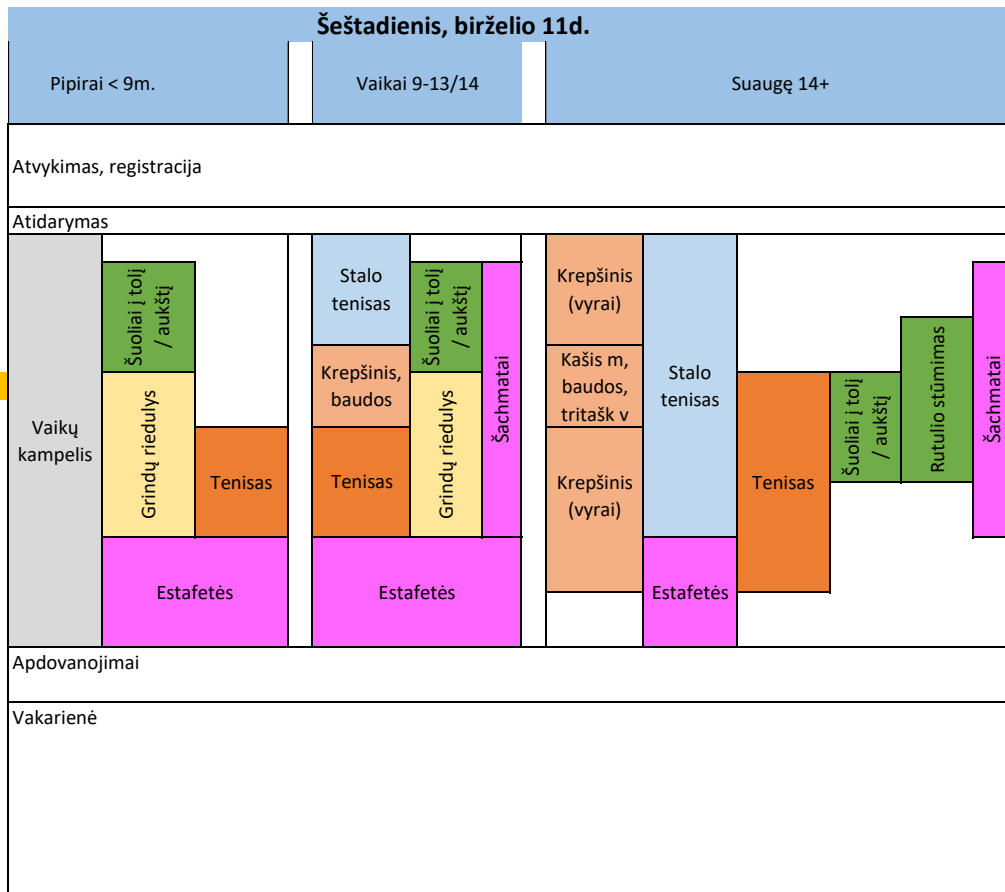 Šeštadienis, birželio 11d.
Pipirai < 9m.
Vaikai 9-13/14
Suaugę 14+
Atvykimas, registracija
Atidarymas
Vaikų
kampelis
Šuoliai į tolį
/ aukštį
Grindų riedulys
Tenisas
Estafetės
Stalo
tenisas
Krepšinis,
baudos
Tenisas
Šuoliai į tolį
/ aukštį
Grindų riedulys
Šachmatai
Estafetės
Krepšinis
(vyrai)
Kašis m,
baudos,
tritašk v
Krepšinis
(vyrai)
Stalo
tenisas
Estafetės
Tenisas
Šuoliai į tolį
/ aukštį
Rutulio stūmimas
Šachmatai
Apdovanojimai
Vakarienė